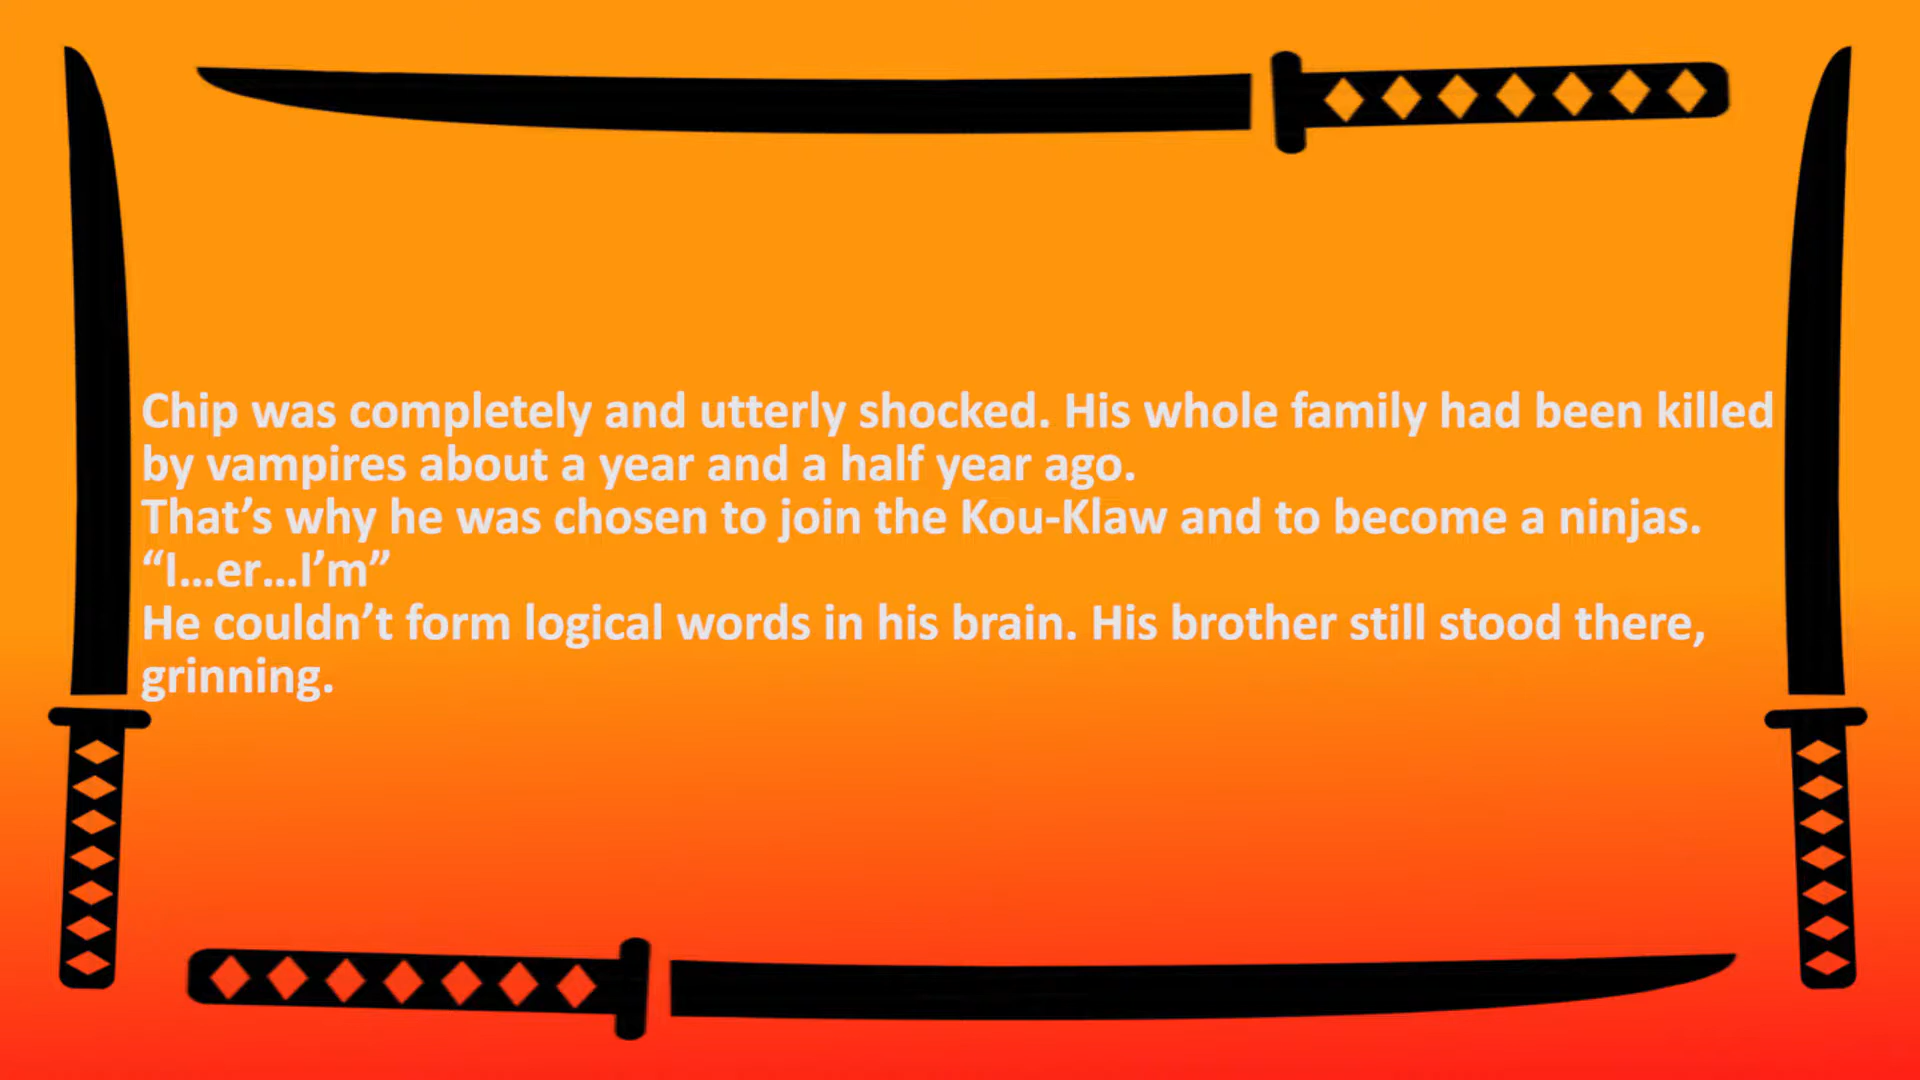 Chip was completely and utterly shocked. His whole family had been killed
by vampires about a year and a half year ago.
That’s why he was chosen to join the Kou-Klaw and to become a ninjas.
“I…er…I’m”
He couldn’t form logical words in his brain. His brother still stood there,
grinning.